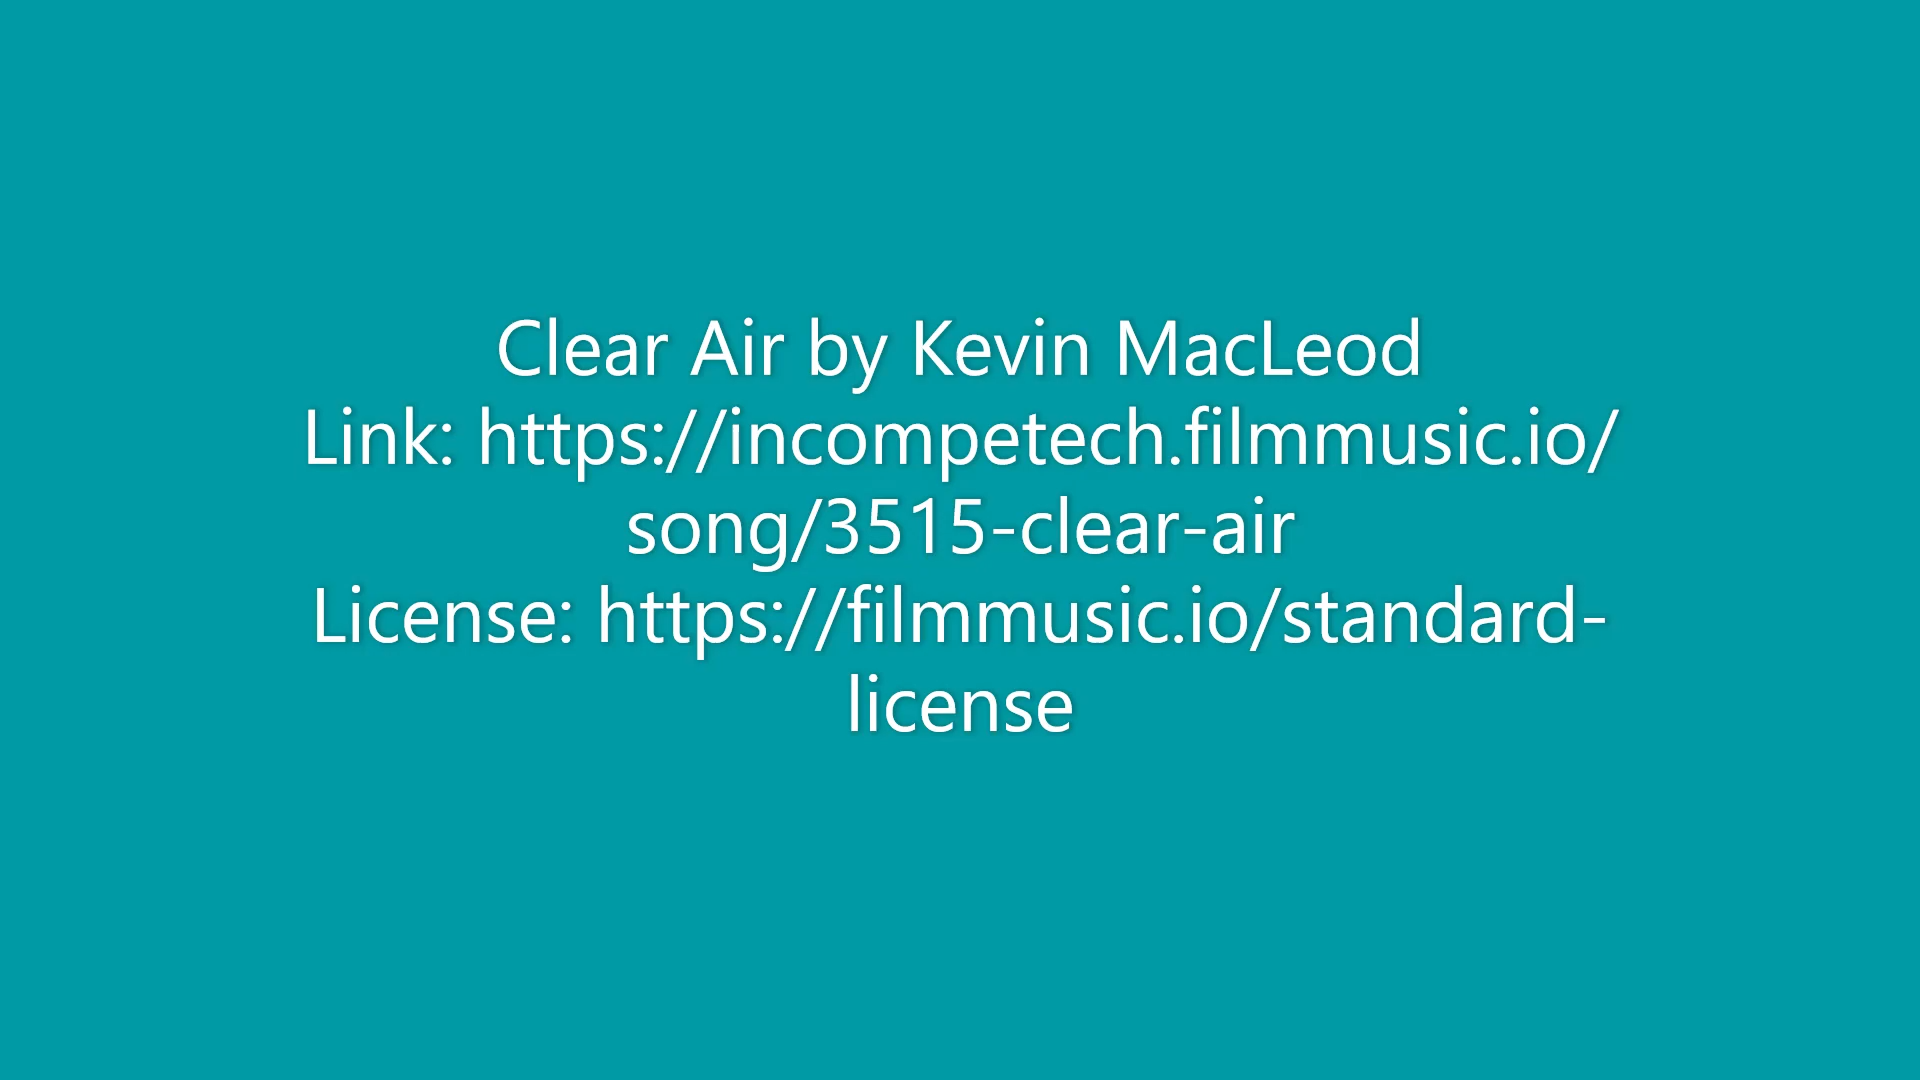 Clear Air by Kevin MacLeod
Link: https://incompetech.filmmusic.io/
song/3515-clear-air
License: https://filmmusic.io/standard-
license